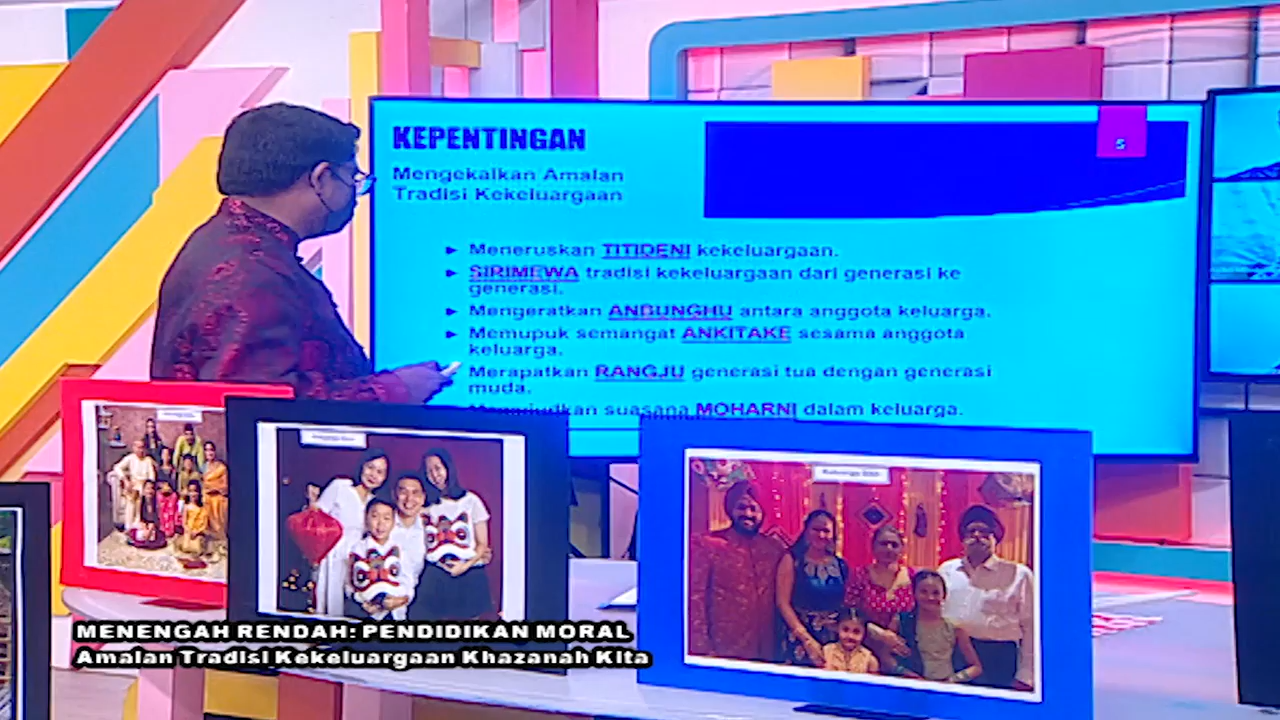 KEPENTINGAN
5
Mengekalkan Amalan
Tradisi Kekeluargaan
► Meneruskan TITIDENI kekeluargaan.
► SIRIMEWA tradisi kekeluargaan dari generasi ke
generasi.
► Mengeratkan ANBUNGHU antara anggota keluarga.
► Memupuk semangat ANKITAKE sesama anggota
keluarga.
Merapatkan RANGJU generasi tua dengan generasi
muda.
suasana MOHARNI dalam keluarga.
MENENGAH RENDAH: PENDIDIKAN MORAL
Amalan Tradisi Kekeluargaan Khazanah Kita